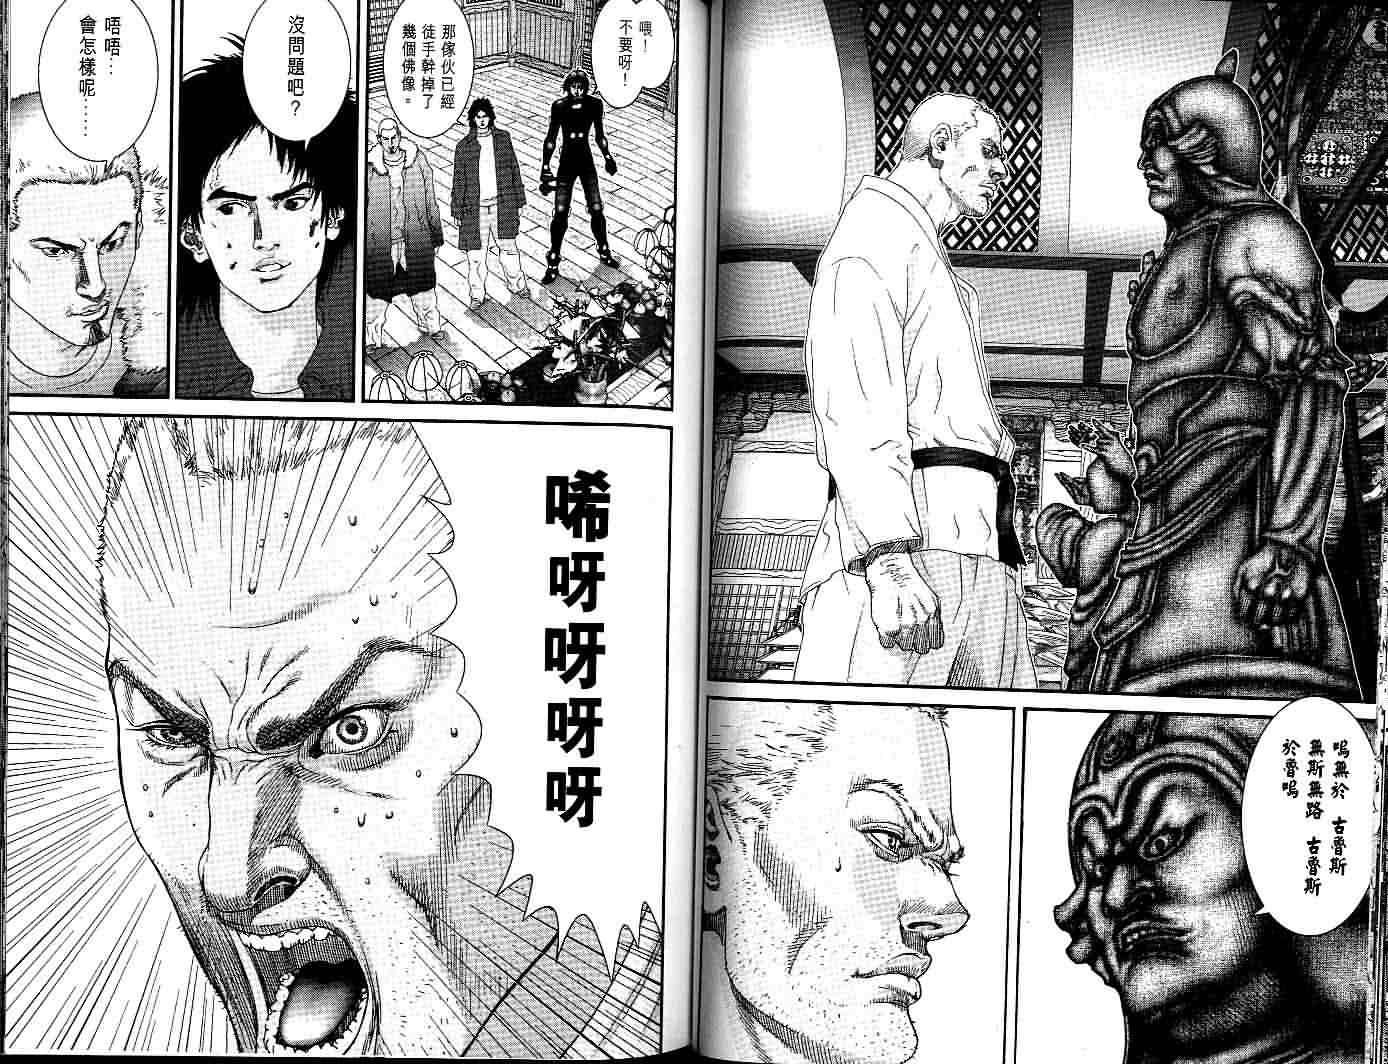 嗚無於 古魯斯
無斯無路 古魯斯
於魯嗚
喂！
不要呀！
那傢伙已經
徒手幹掉了
幾個佛像。
沒問題吧？
唔唔…
會怎樣呢……
唏呀呀呀呀